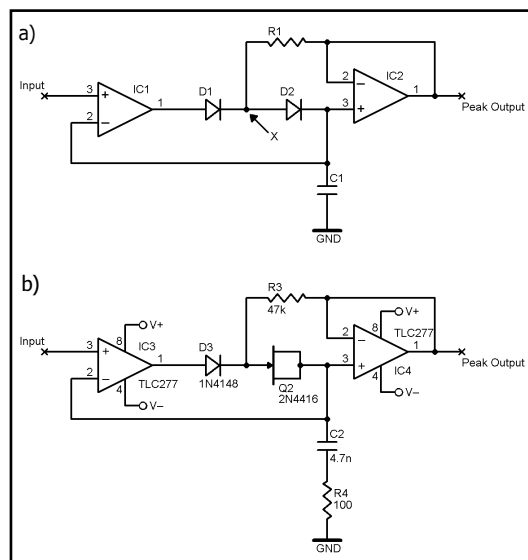 a)
R1
Input
3
+
2
−
IC1
1
D1
D2
X
2
−
3
+
IC2
1
Peak Output
C1
GND
b)
R3
47k
Input
3
+
2
−
8
V+
IC3
TLC277
4
V−
1
D3
1N4148
Q2
2N4416
2
−
3
+
8
V+
TLC277
1
IC4
4
V−
Peak Output
C2
4.7n
R4
100
GND